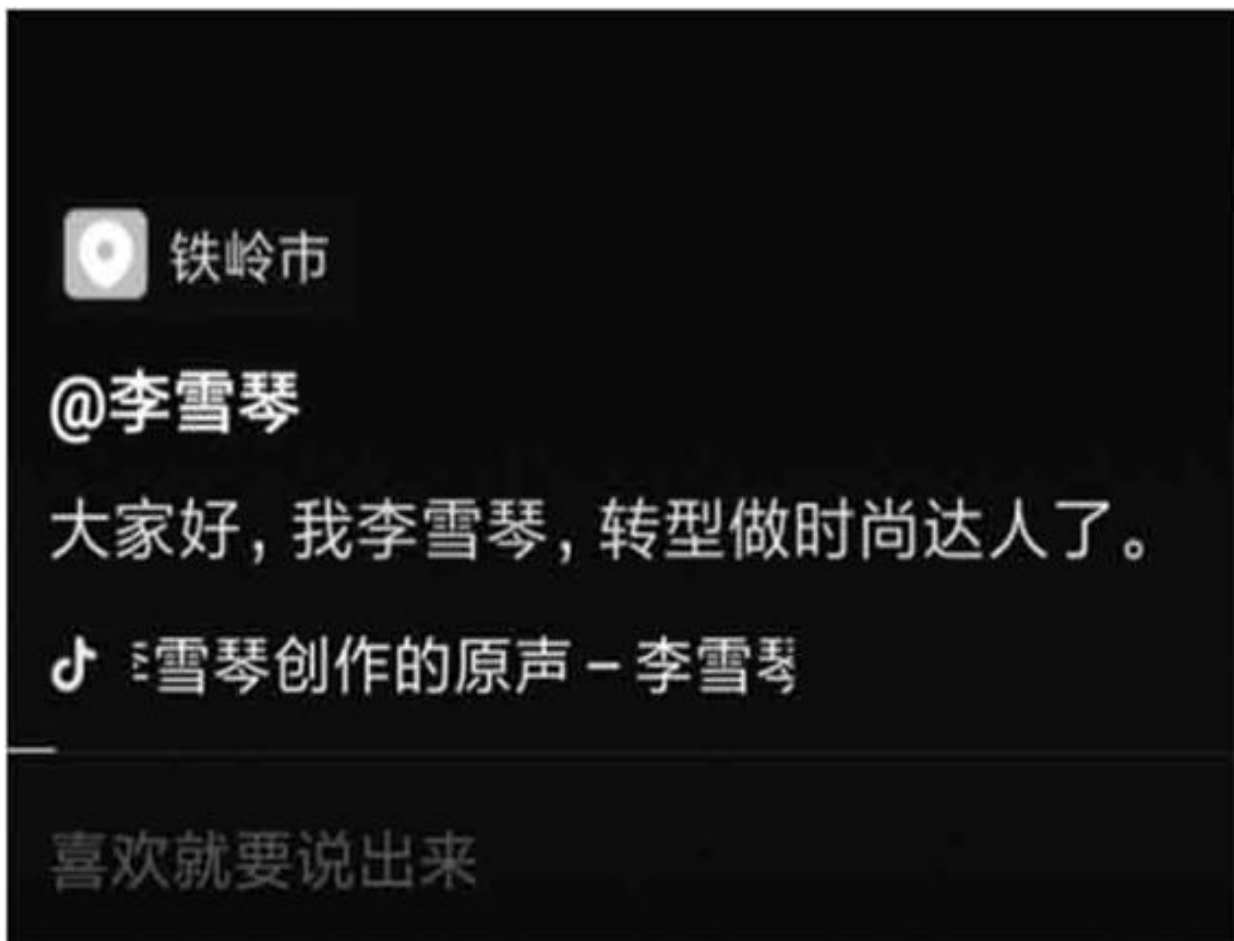 铁岭市
@李雪琴
大家好，我李雪琴，转型做时尚达人了。
雪琴创作的原声 – 李雪琴
喜欢就要说出来